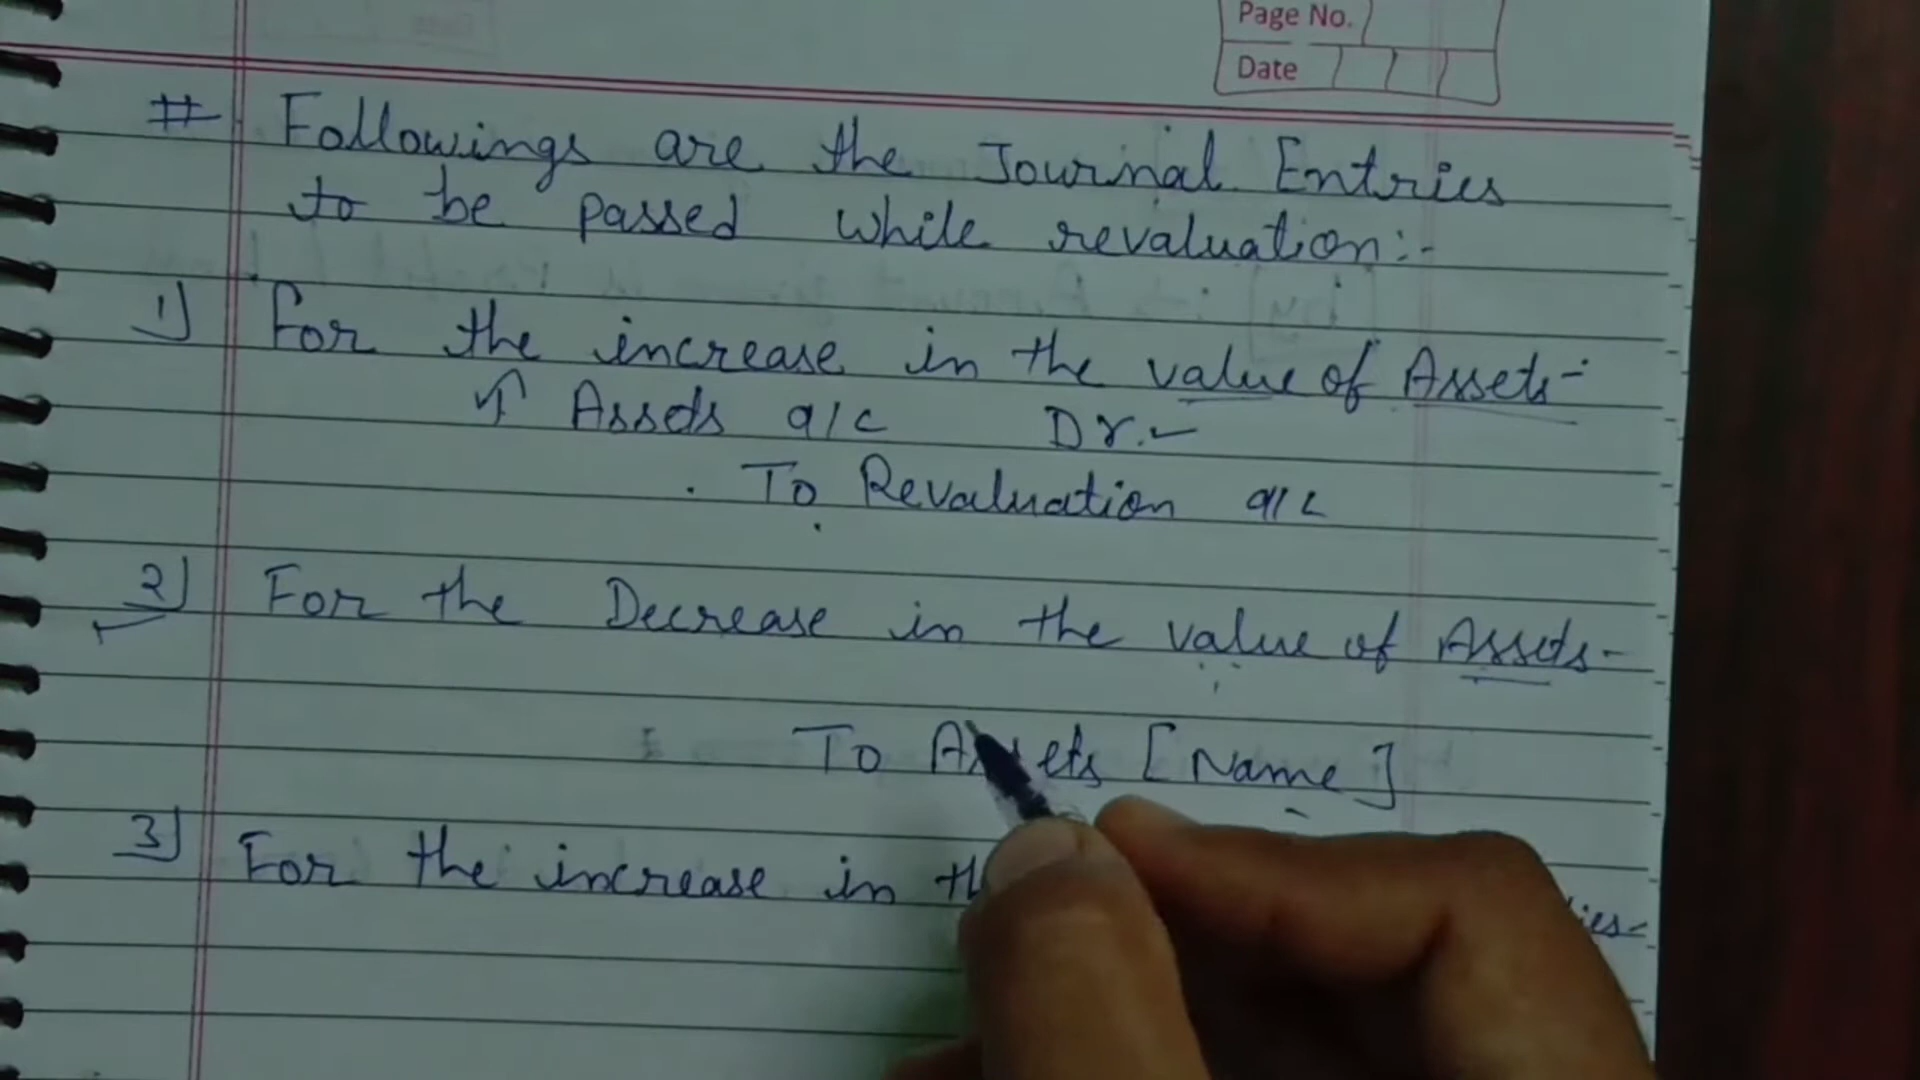 Page No.
Date
# Followings are the Journal Entries
to be passed while revaluation:-
1) For the increase in the value of Assets-
↑ Assets a/c Dr.
To Revaluation a/c
2) For the Decrease in the value of Assets-
To Assets [Name]
3) For the increase in